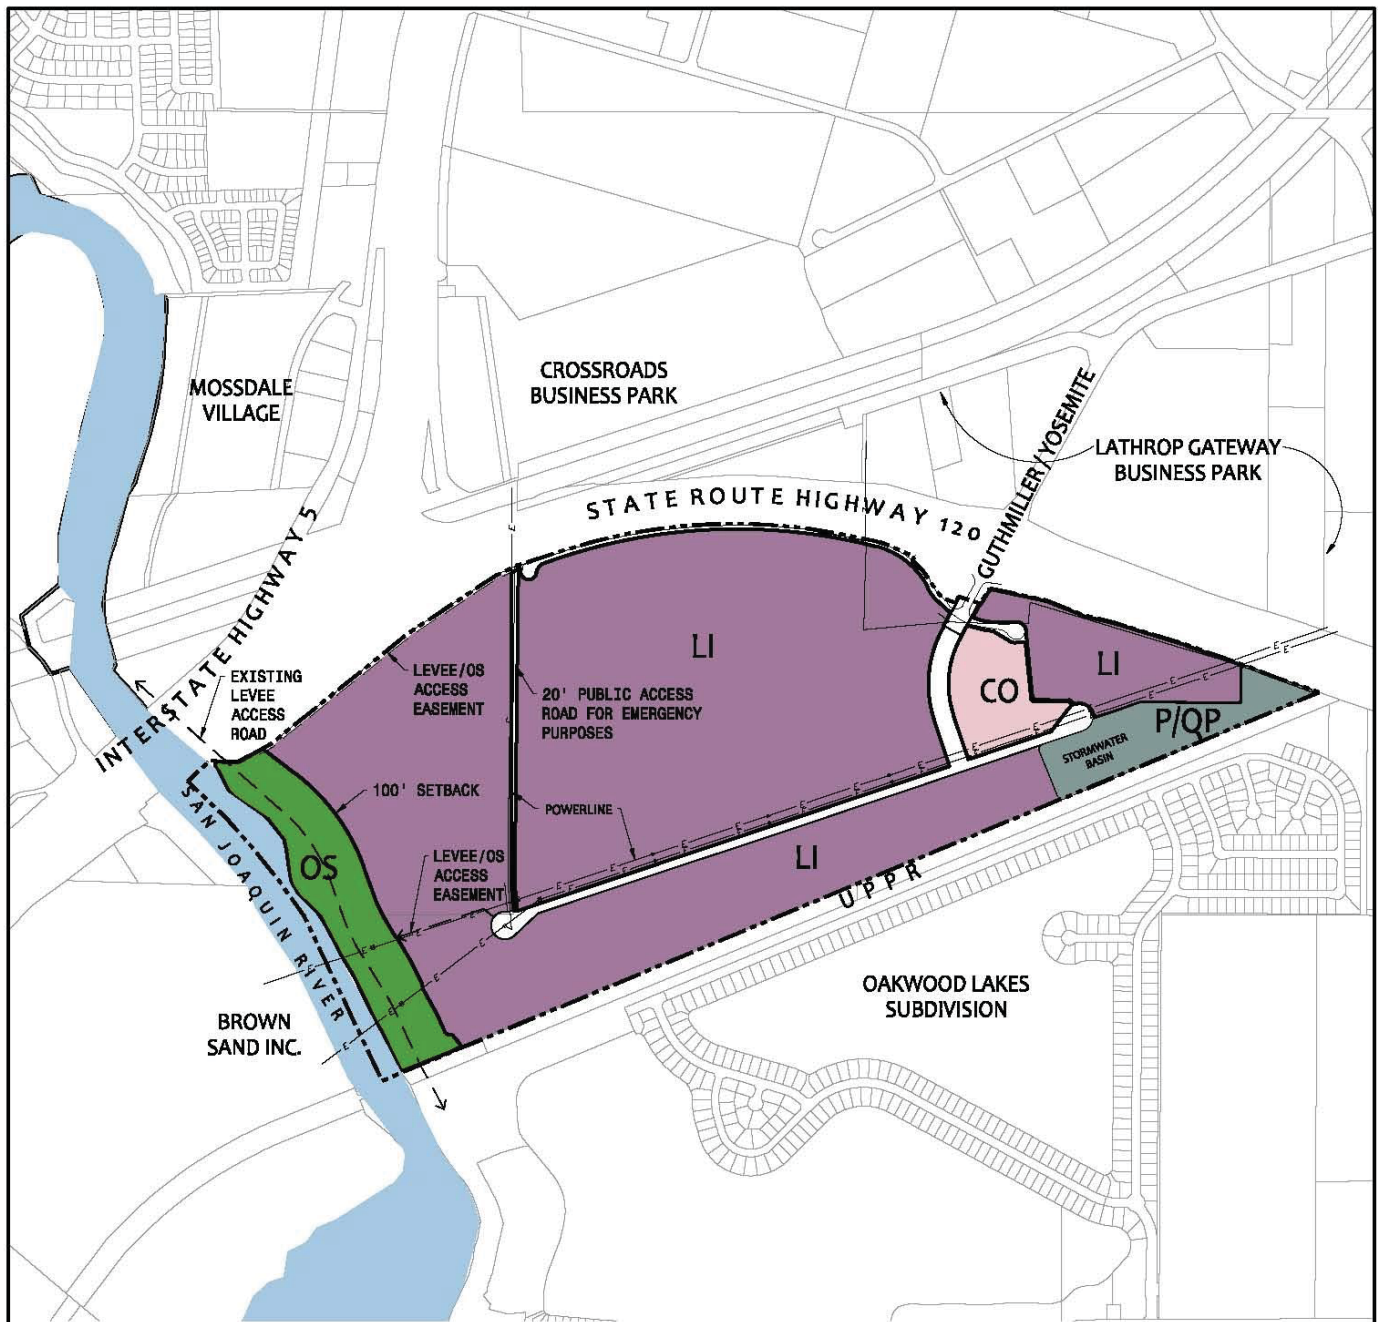 CROSSROADS
BUSINESS PARK
MOSSDALE
VILLAGE
GUTHMILLER/YOSEMITE
LATHROP GATEWAY
BUSINESS PARK
STATE ROUTE HIGHWAY 120
INTERSTATE HIGHWAY 5
EXISTING
LEVEE
ACCESS
ROAD
LEVEE/OS
ACCESS
EASEMENT
20' PUBLIC ACCESS
ROAD FOR EMERGENCY
PURPOSES
LI
LI
CO
P/QP
STORMWATER
BASIN
100' SETBACK
POWERLINE
LEVEE/OS
ACCESS
EASEMENT
OS
LI
UPPR
SAN JOAQUIN RIVER
OAKWOOD LAKES
SUBDIVISION
BROWN
SAND INC.